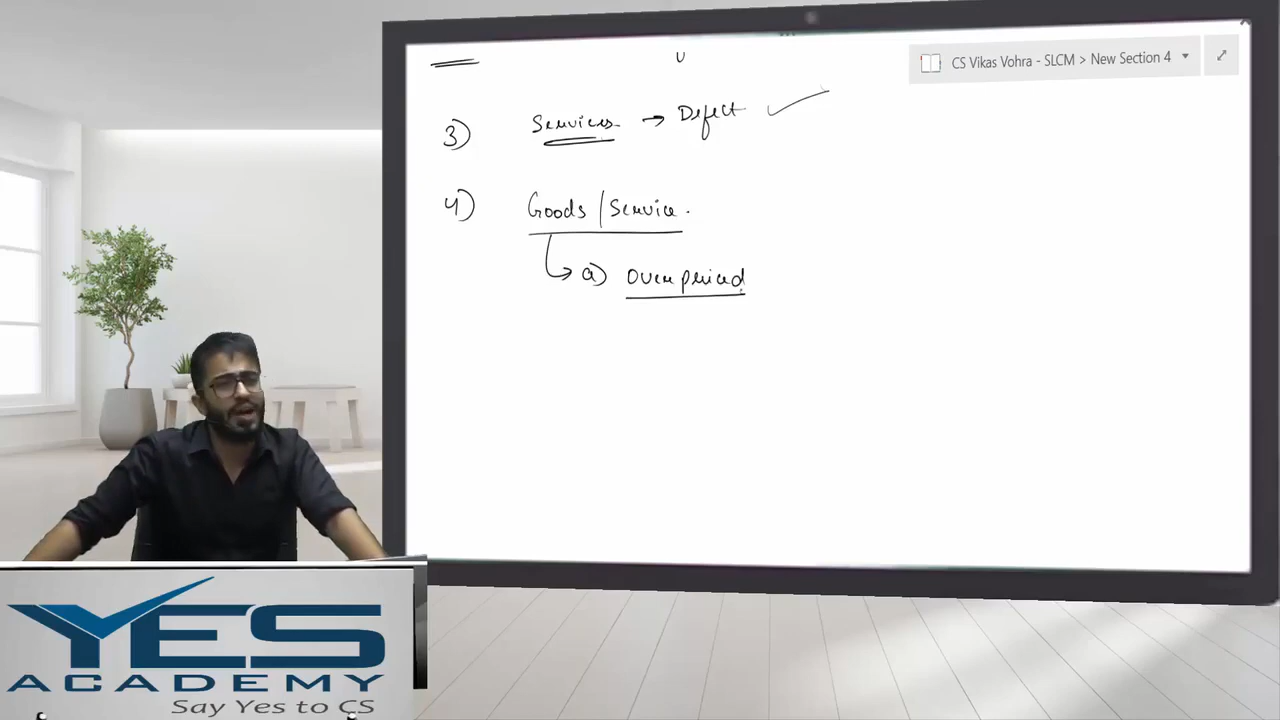 CS Vikas Vohra - SLCM > New Section 4
3) Services → Defect ✓
4) Goods / Service.
a) Overpriced
YES
ACADEMY
Say Yes to CS